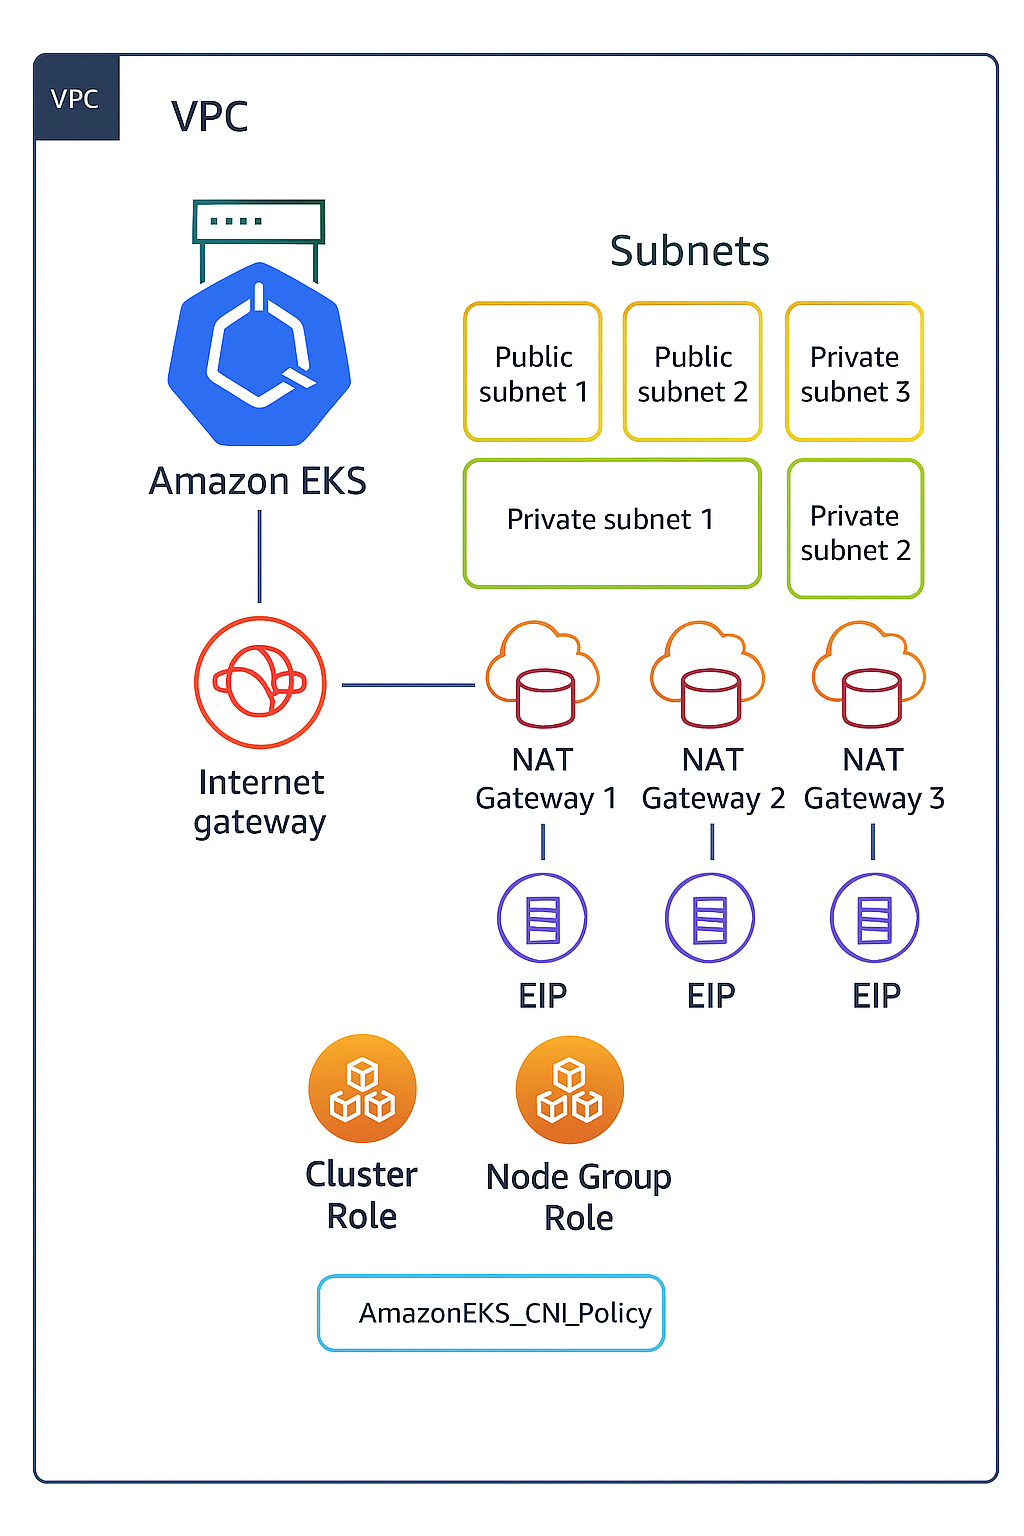 VPC
VPC
Subnets
Public
subnet 1
Public
subnet 2
Private
subnet 3
Amazon EKS
Private subnet 1
Private
subnet 2
Internet
gateway
NAT
Gateway 1
NAT
Gateway 2
NAT
Gateway 3
EIP
EIP
EIP
Cluster
Role
Node Group
Role
AmazonEKS_CNI_Policy